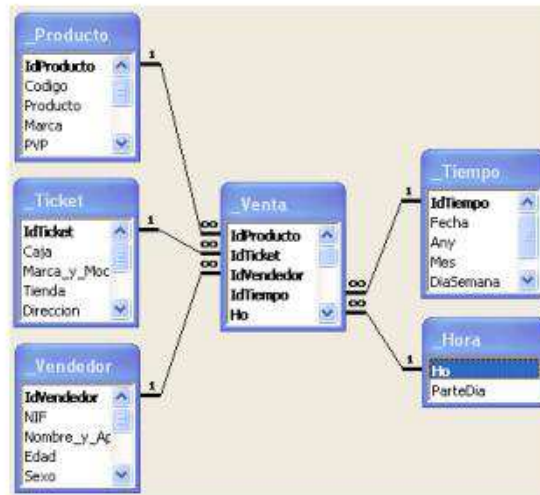 _Producto
IdProducto
Codigo
Producto
Marca
PVP
1
_Ticket
IdTicket
Caja
Marca_y_Moc
Tienda
Direccion
1
_Vendedor
IdVendedor
NIF
Nombre_y_Ap
Edad
Sexo
1
_Venta
IdProducto
IdTicket
IdVendedor
IdTiempo
Ho
∞
∞
∞
∞
∞
_Tiempo
IdTiempo
Fecha
Any
Mes
DiaSemana
1
_Hora
Ho
ParteDia
1